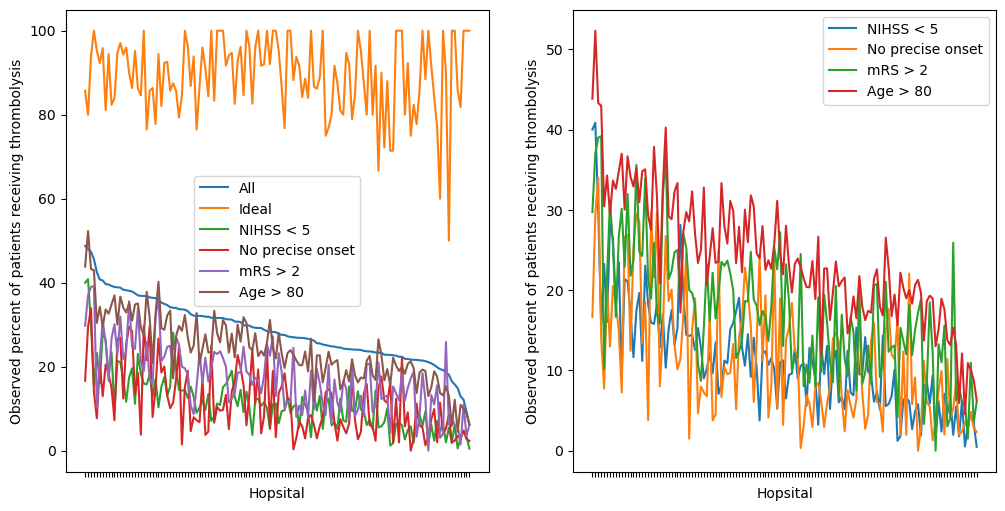 Observed percent of patients receiving thrombolysis
100
80
60
40
20
0
All
Ideal
NIHSS < 5
No precise onset
mRS > 2
Age > 80
Hopsital
Observed percent of patients receiving thrombolysis
50
40
30
20
10
0
NIHSS < 5
No precise onset
mRS > 2
Age > 80
Hopsital